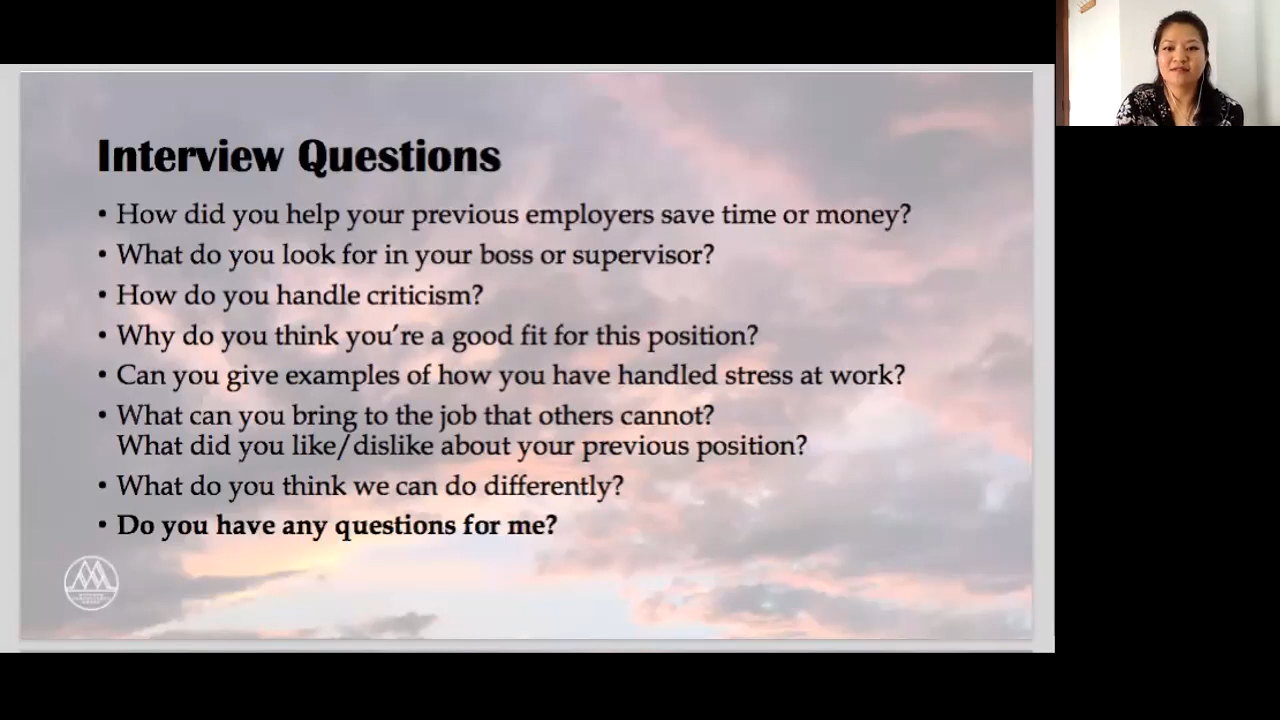 Interview Questions
• How did you help your previous employers save time or money?
• What do you look for in your boss or supervisor?
• How do you handle criticism?
• Why do you think you're a good fit for this position?
• Can you give examples of how you have handled stress at work?
• What can you bring to the job that others cannot?
What did you like/dislike about your previous position?
• What do you think we can do differently?
• Do you have any questions for me?